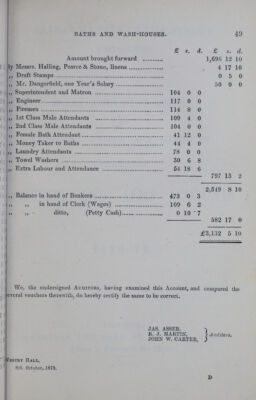 BATHS AND WASH-HOUSES. 49
£ s. d. £ s. d.
Amount brought forward ......... 1,696 12 10
By Messrs. Halling, Pearce & Stone, linens ......... 4 17 10
„ Draft Stamps ......... 0 5 0
„ Mr. Dangerfield, one Year's Salary ......... 50 0 0
„ Superintendent and Matron ......... 104 0 0
„ Engineer ......... 117 0 0
„ Firemen ......... 114 8 0
„ 1st Class Male Attendants ......... 109 4 0
„ 2nd Class Male Attendants ......... 104 0 0
„ Female Bath Attendant ......... 41 12 0
„ Money Taker to Baths ......... 44 4 0
„ Laundry Attendants ......... 78 0 0
„ Towel Washers ......... 30 6 8
„ Extra Labour and Attendance ......... 54 18 6
797 13 2
2,549 8 10
„ Balance in hand of Bankers ......... 473 0 3
„ „ in hand of Clerk (Wages) ......... 109 6 2
„ „ ditto, (Petty Cash) ......... 0 10 7
582 17 0
£3,132 5 10
We, the undersigned AUDITORS, having examined this Account, and compared the
several vouchers therewith, do hereby certify the same to be correct.
JAS. ASSER,
R. J. MARTIN, } Auditors.
JOHN W. CARTER,
VESTRY HALL,
8th October, 1873.
D